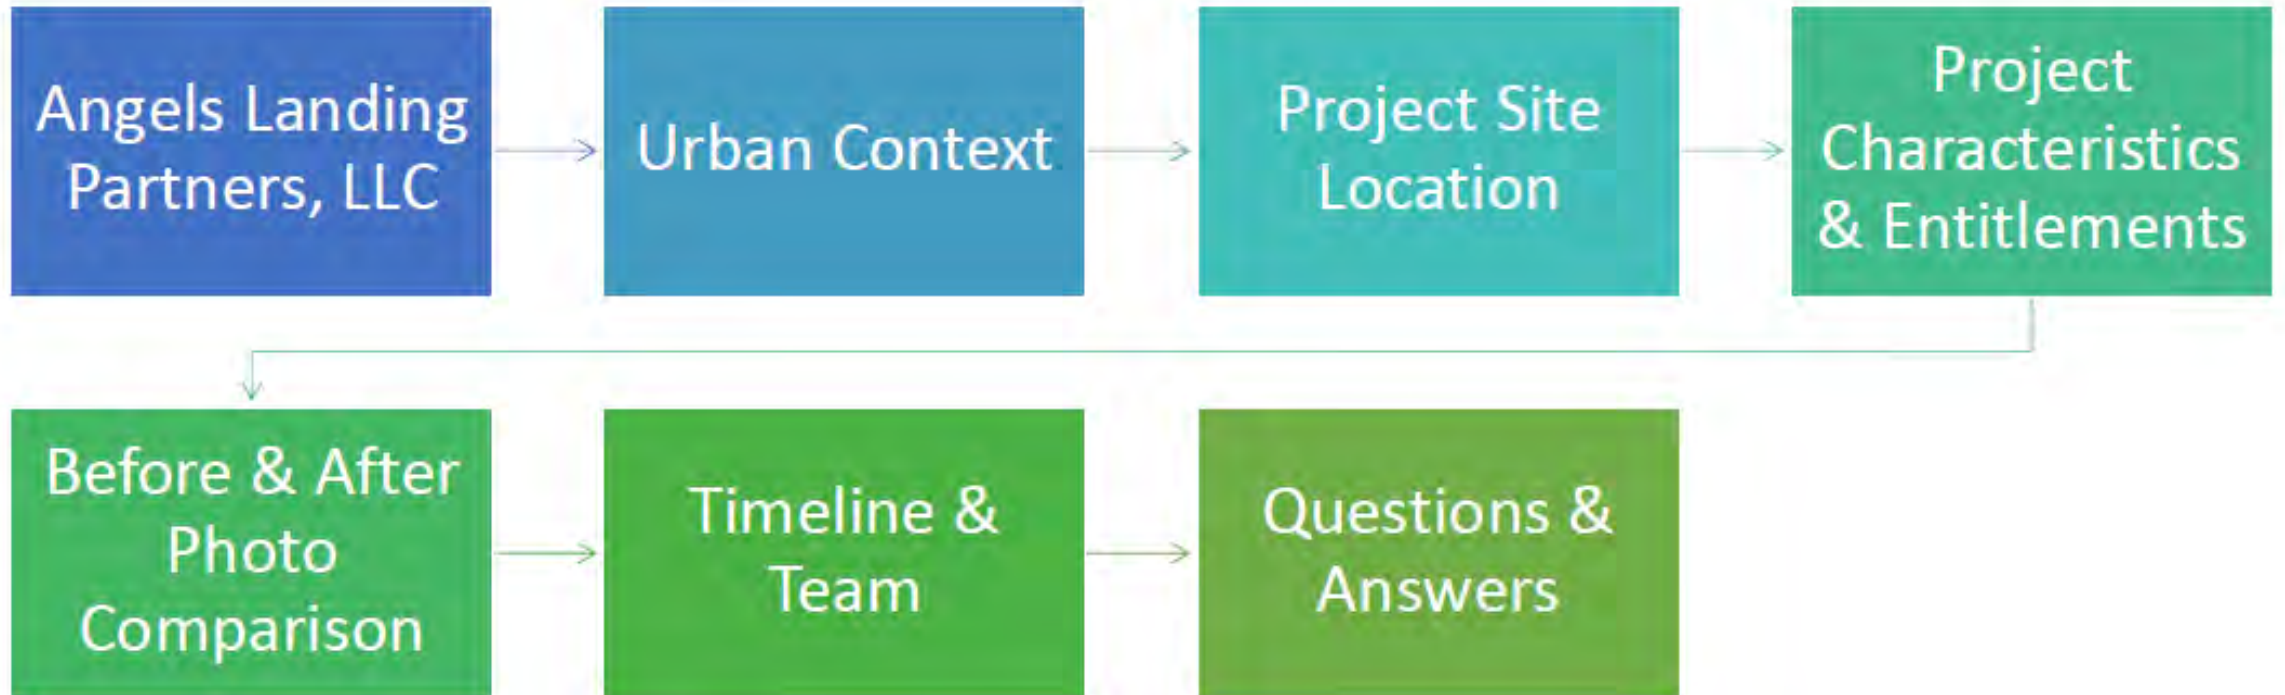 Angels Landing
Partners, LLC
Urban Context
Project Site
Location
Project
Characteristics
& Entitlements
Before & After
Photo
Comparison
Timeline &
Team
Questions &
Answers